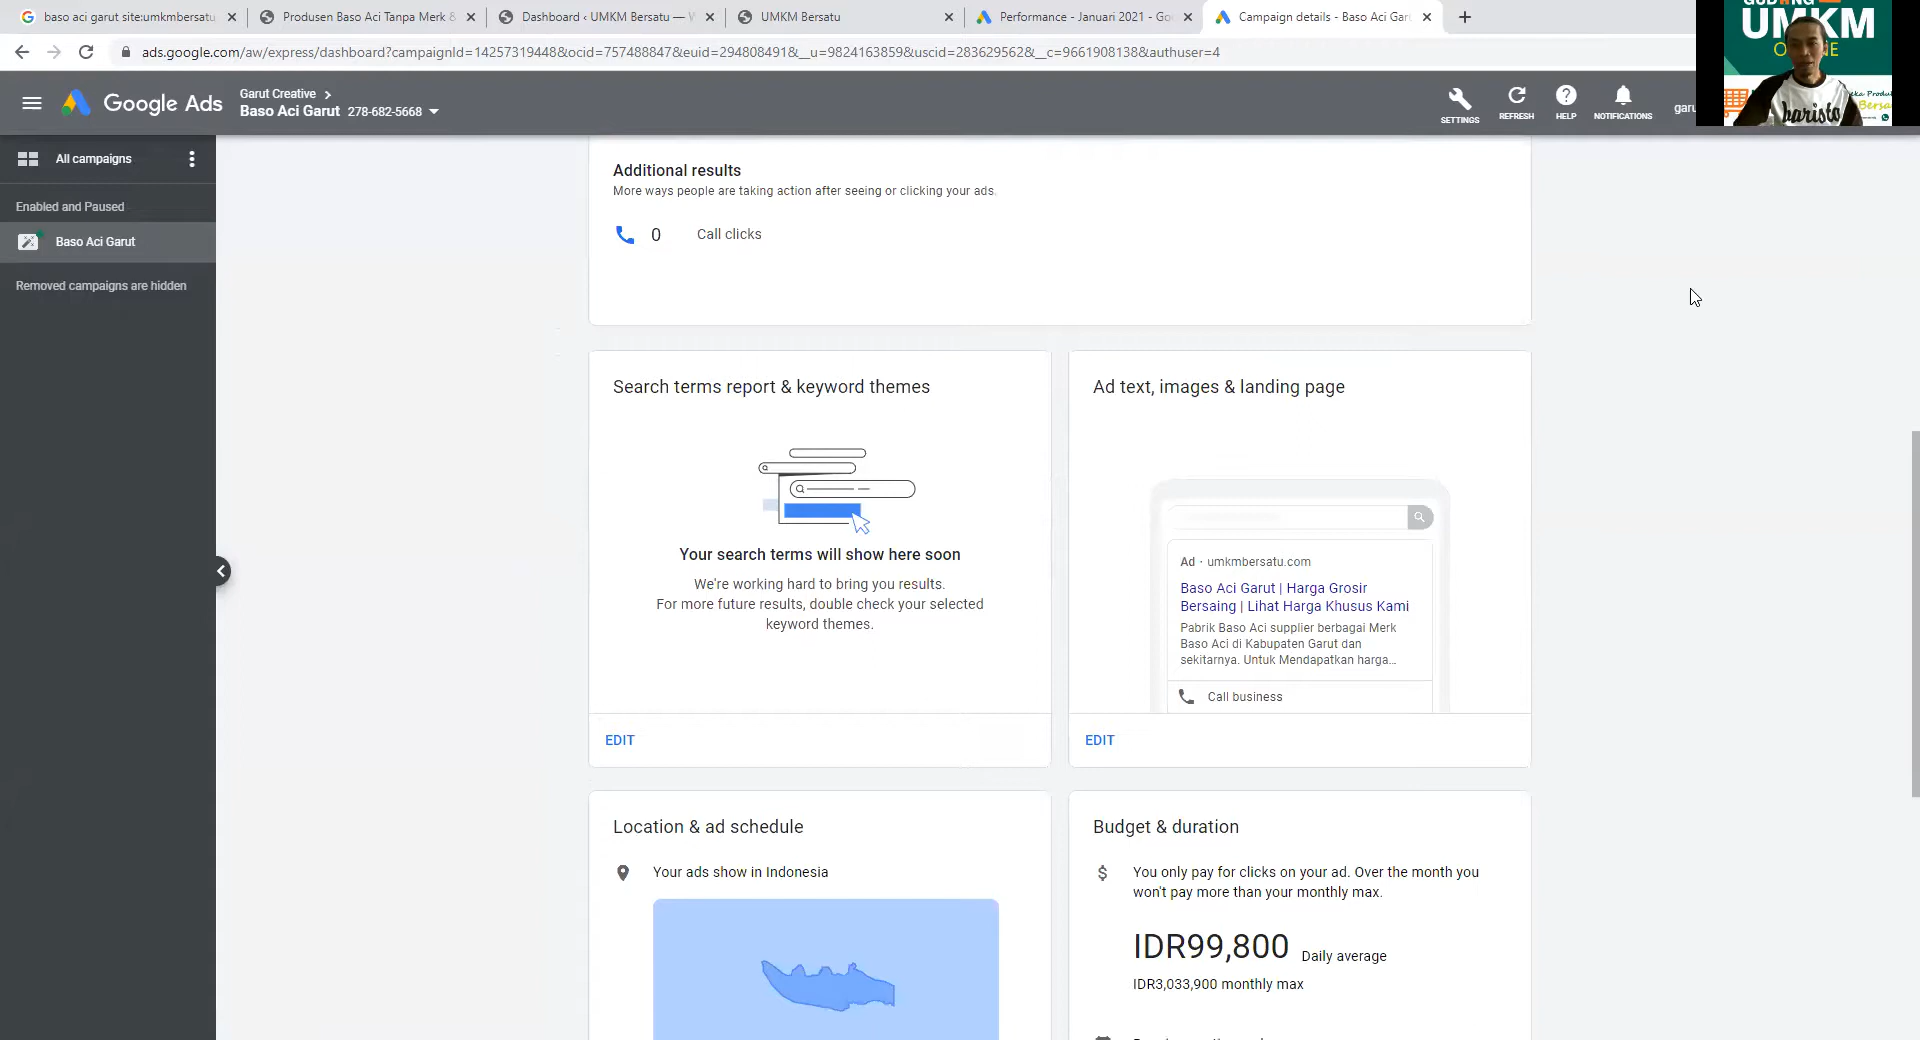 baso aci garut site:umkmbersatu
Produsen Baso Aci Tanpa Merk &
Dashboard ‹ UMKM Bersatu — W
UMKM Bersatu
Performance - Januari 2021 - Go
Campaign details - Baso Aci Gar
ads.google.com/aw/express/dashboard?campaignId=14257319448&ocid=757488847&euid=294808491&__u=9824163859&uscid=283629562&__c=9661908138&authuser=4
Google Ads
Garut Creative
Baso Aci Garut 278-682-5668
SETTINGS
REFRESH
HELP
NOTIFICATIONS
garu
UMKM
baristo
All campaigns
Enabled and Paused
Baso Aci Garut
Removed campaigns are hidden
Additional results
More ways people are taking action after seeing or clicking your ads.
0 Call clicks
Search terms report & keyword themes
Your search terms will show here soon
We're working hard to bring you results.
For more future results, double check your selected
keyword themes.
EDIT
Ad text, images & landing page
Ad · umkmbersatu.com
Baso Aci Garut | Harga Grosir
Bersaing | Lihat Harga Khusus Kami
Pabrik Baso Aci supplier berbagai Merk
Baso Aci di Kabupaten Garut dan
sekitarnya. Untuk Mendapatkan harga...
Call business
EDIT
Location & ad schedule
Your ads show in Indonesia
Budget & duration
You only pay for clicks on your ad. Over the month you
won't pay more than your monthly max.
IDR99,800 Daily average
IDR3,033,900 monthly max